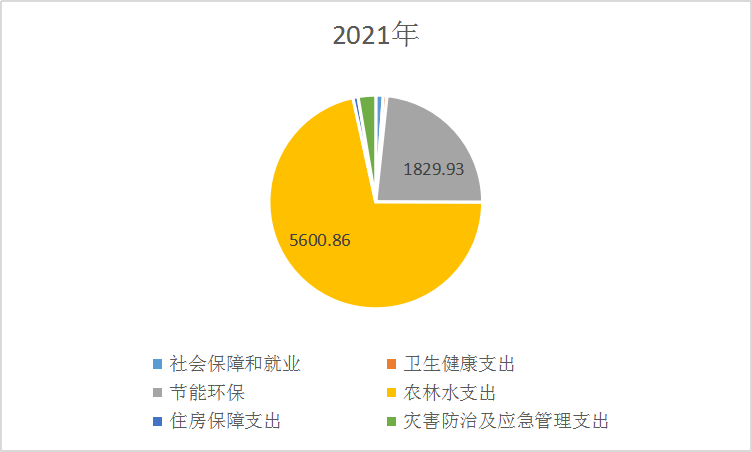 2021年
1829.93
5600.86
社会保障和就业
卫生健康支出
节能环保
农林水支出
住房保障支出
灾害防治及应急管理支出